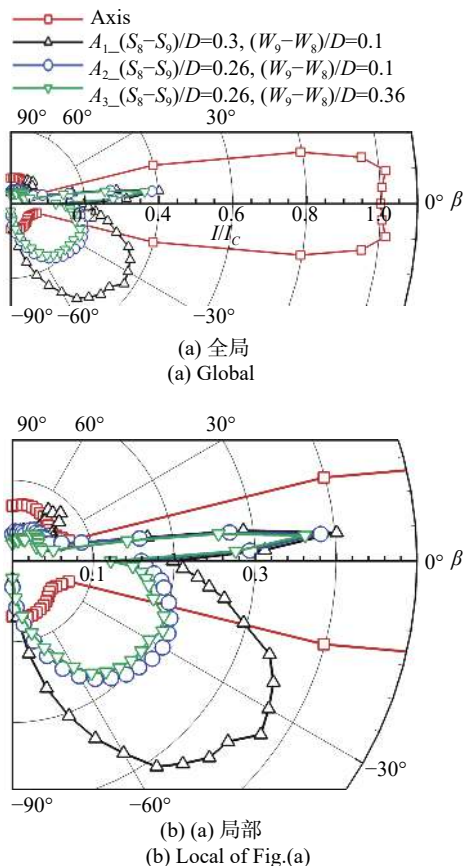 Axis
A₁_(S₈−S₉)/D=0.3, (W₉−W₈)/D=0.1
A₂_(S₈−S₉)/D=0.26, (W₉−W₈)/D=0.1
A₃_(S₈−S₉)/D=0.26, (W₉−W₈)/D=0.36
90° 60° 30°
0.2 0.4 0.6 0.8 1.0 0° β
I/I_C
−90° −60° −30°
(a) 全局
(a) Global
90° 60° 30°
0.1 0.3 0° β
−30°
−90° −60°
(b) (a) 局部
(b) Local of Fig.(a)